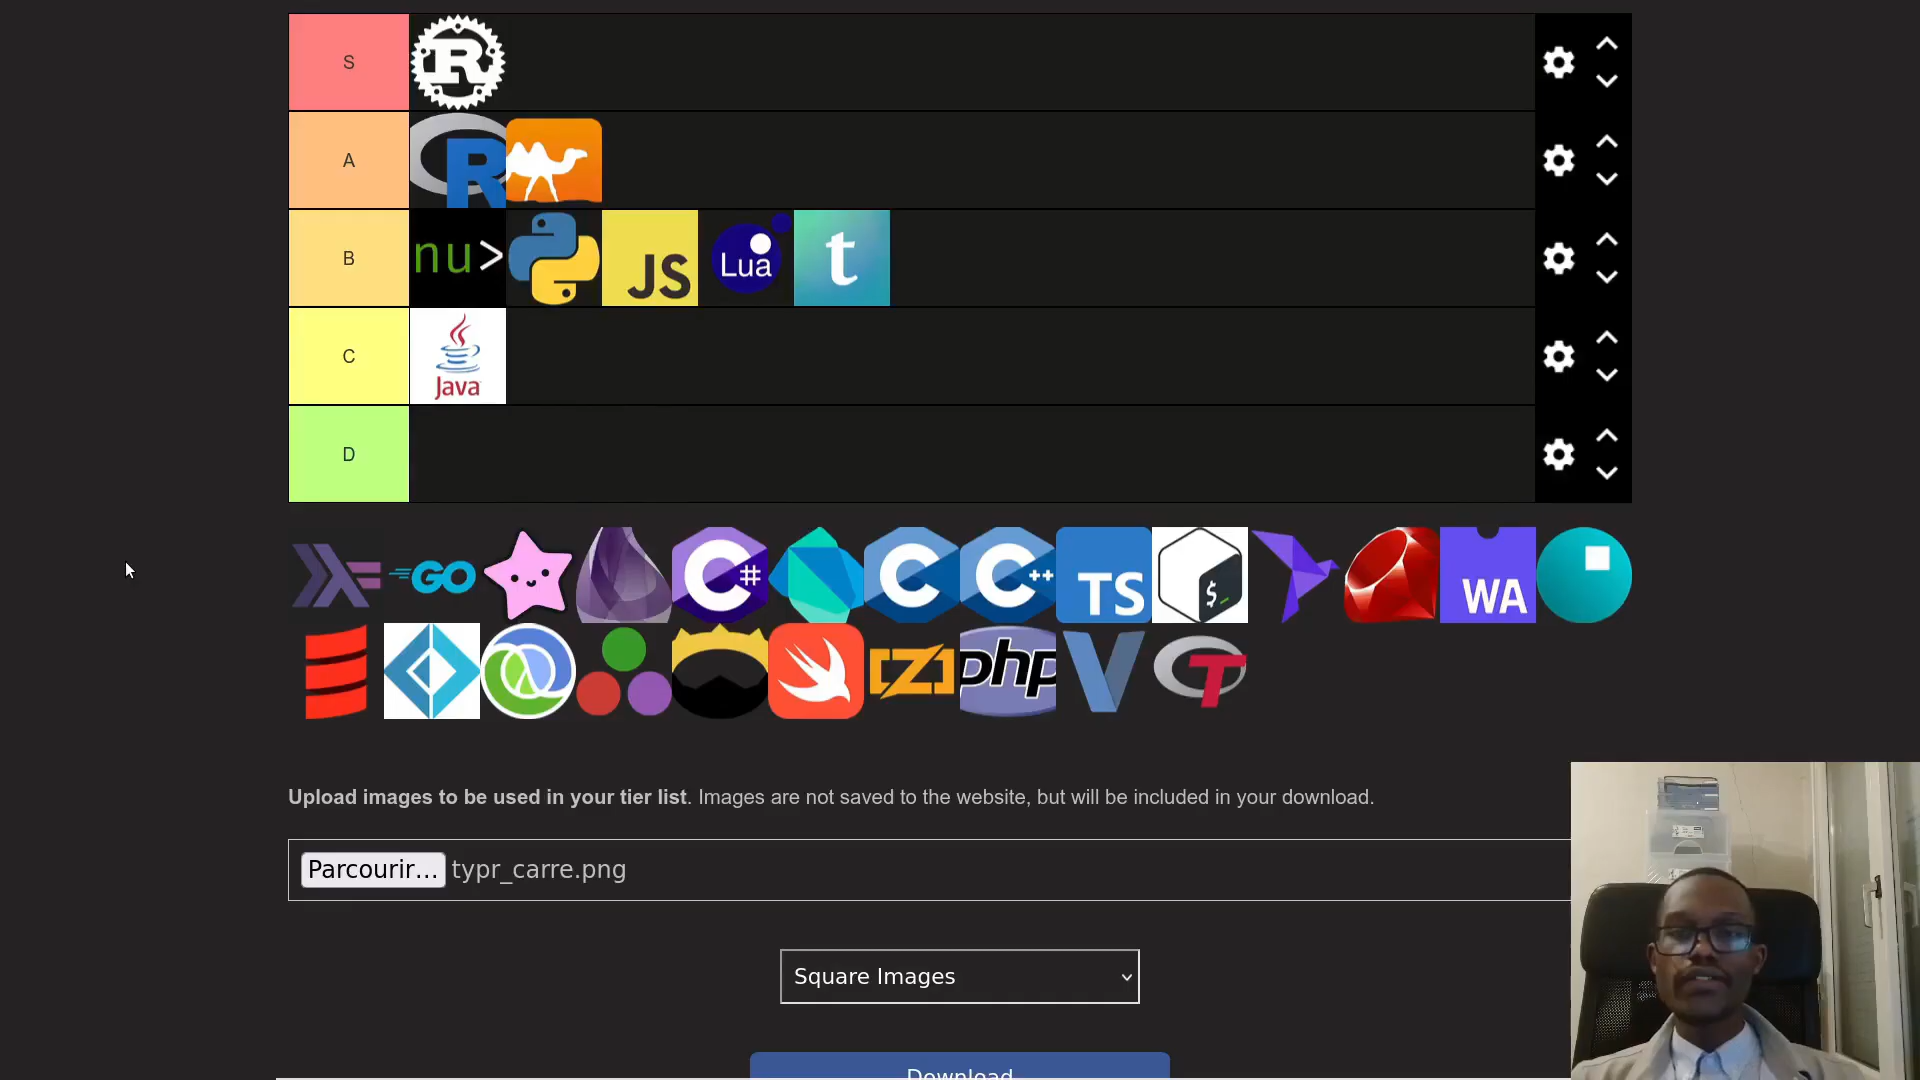 S
R
A
R
B
nu>
JS
Lua
t
C
Java
D
GO
C#
C
C++
TS
$_
WA
php
V
T
Upload images to be used in your tier list. Images are not saved to the website, but will be included in your download.
Parcourir... typr_carre.png
Square Images
Download